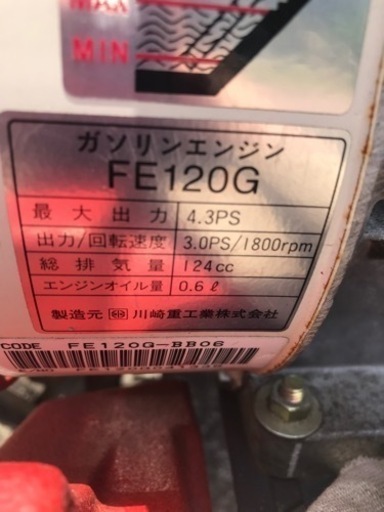 MAX
MIN
ガソリンエンジン
FE120G
最大出力 4.3PS
出力/回転速度 3.0PS/1800rpm
総排気量 124cc
エンジンオイル量 0.6ℓ
製造元 川崎重工業株式会社
CODE FE120G-BB06